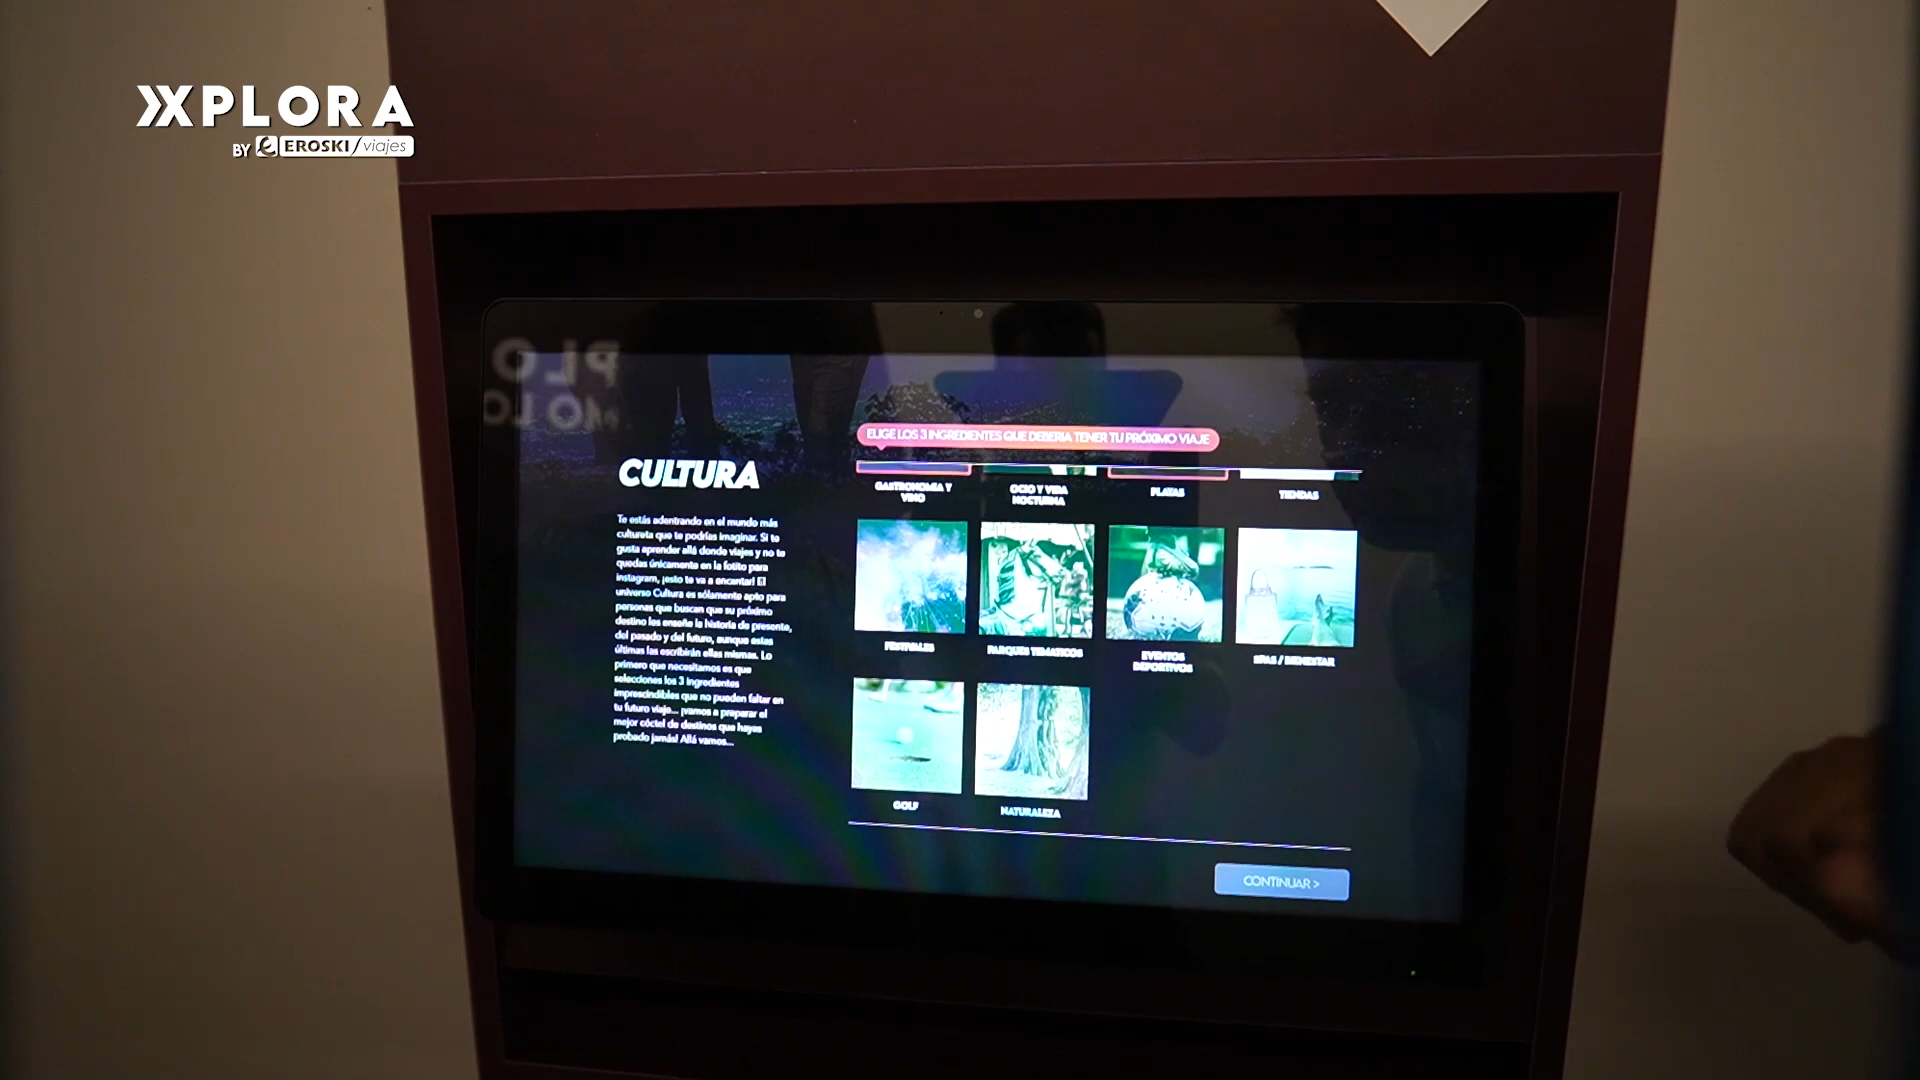 XPLORA
BY EROSKI/viajes
PLO
MOLO
ELIGE LOS 3 INGREDIENTES QUE DEBERIA TENER TU PRÓXIMO VIAJE
CULTURA
Te estás adentrando en el mundo más
cultureta que te podrías imaginar. Si te
gusta aprender allá donde viajes y no te
quedas únicamente en la fotito para
instagram, ¡esto te va a encantar! El
universo Cultura es sólamente apto para
personas que buscan que su próximo
destino les enseñe la historia de presente,
del pasado y del futuro, aunque estas
últimas las escribirán ellas mismas. Lo
primero que necesitamos es que
selecciones los 3 ingredientes
imprescindibles que no pueden faltar en
tu futuro viaje... ¡vamos a preparar el
mejor cóctel de destinos que hayas
probado jamás! Allá vamos...
GASTRONOMIA Y
VINO
OCIO Y VIDA
NOCTURNA
PLAYAS
TIENDAS
FESTIVALES
PARQUES TEMATICOS
EVENTOS
DEPORTIVOS
SPAS / BIENESTAR
GOLF
NATURALEZA
CONTINUAR >